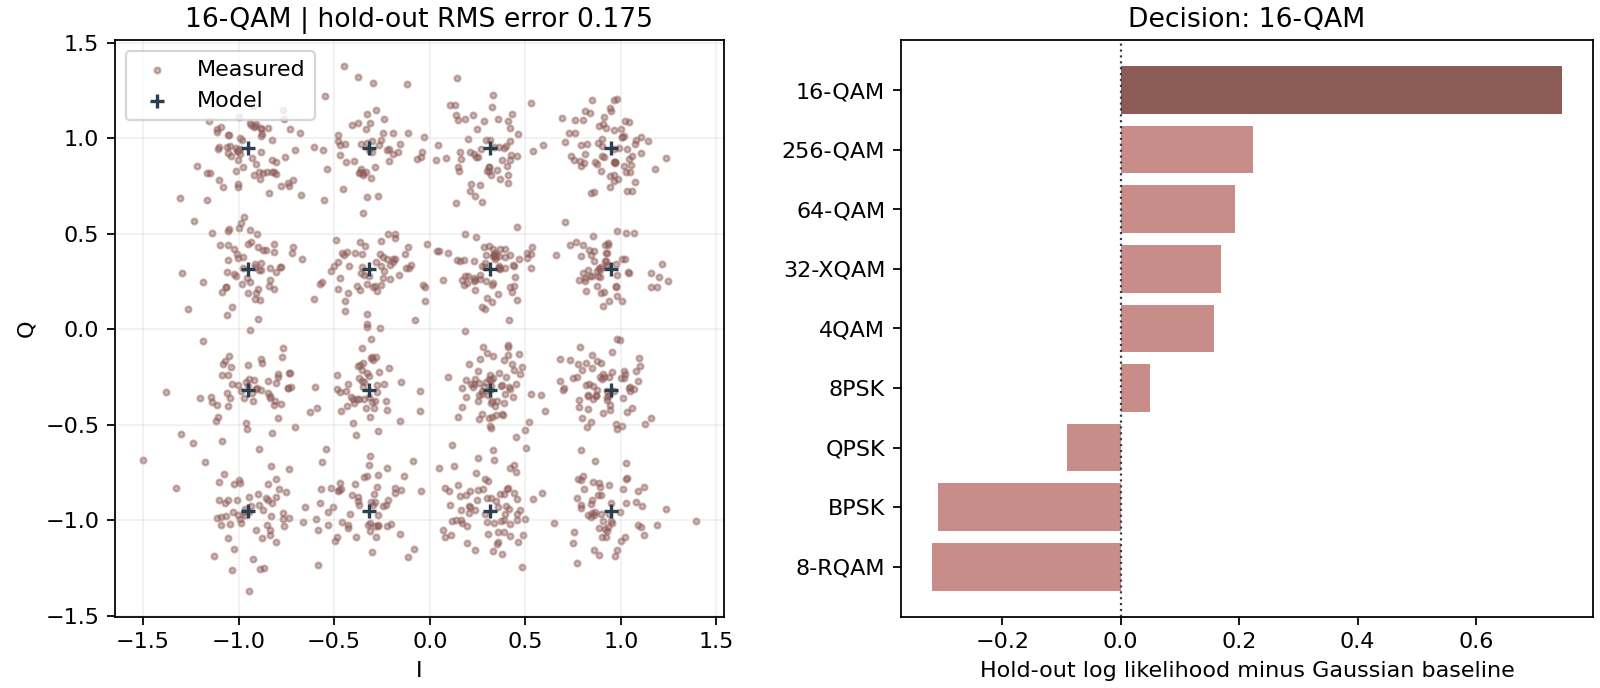 16-QAM | hold-out RMS error 0.175
Measured
Model
1.5
1.0
0.5
0.0
−0.5
−1.0
−1.5
Q
−1.5
−1.0
−0.5
0.0
0.5
1.0
1.5
I
Decision: 16-QAM
16-QAM
256-QAM
64-QAM
32-XQAM
4QAM
8PSK
QPSK
BPSK
8-RQAM
−0.2
0.0
0.2
0.4
0.6
Hold-out log likelihood minus Gaussian baseline